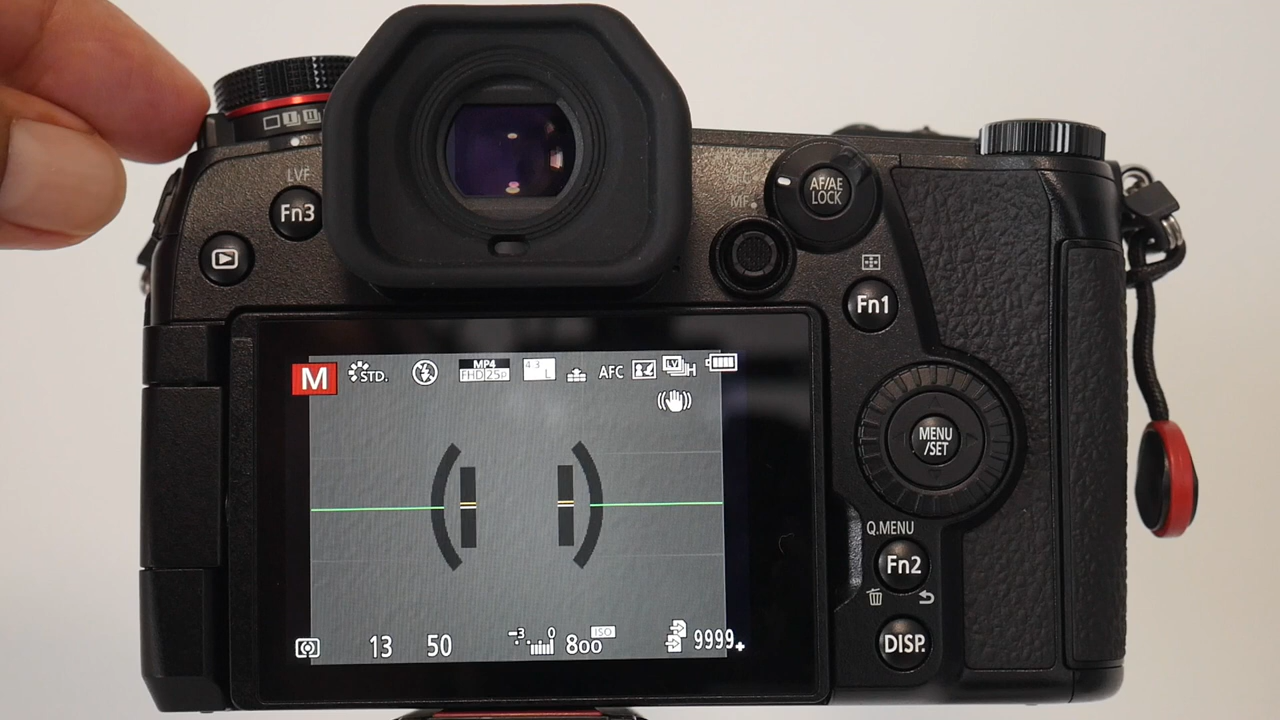 LVF
Fn3
AF/AE
LOCK
MF
Fn1
M
STD.
MP4
FHD 25p
4:3
L
AFC
LV
H
MENU
/SET
Q.MENU
Fn2
DISP.
13
50
-3
0
ISO
800
9999+